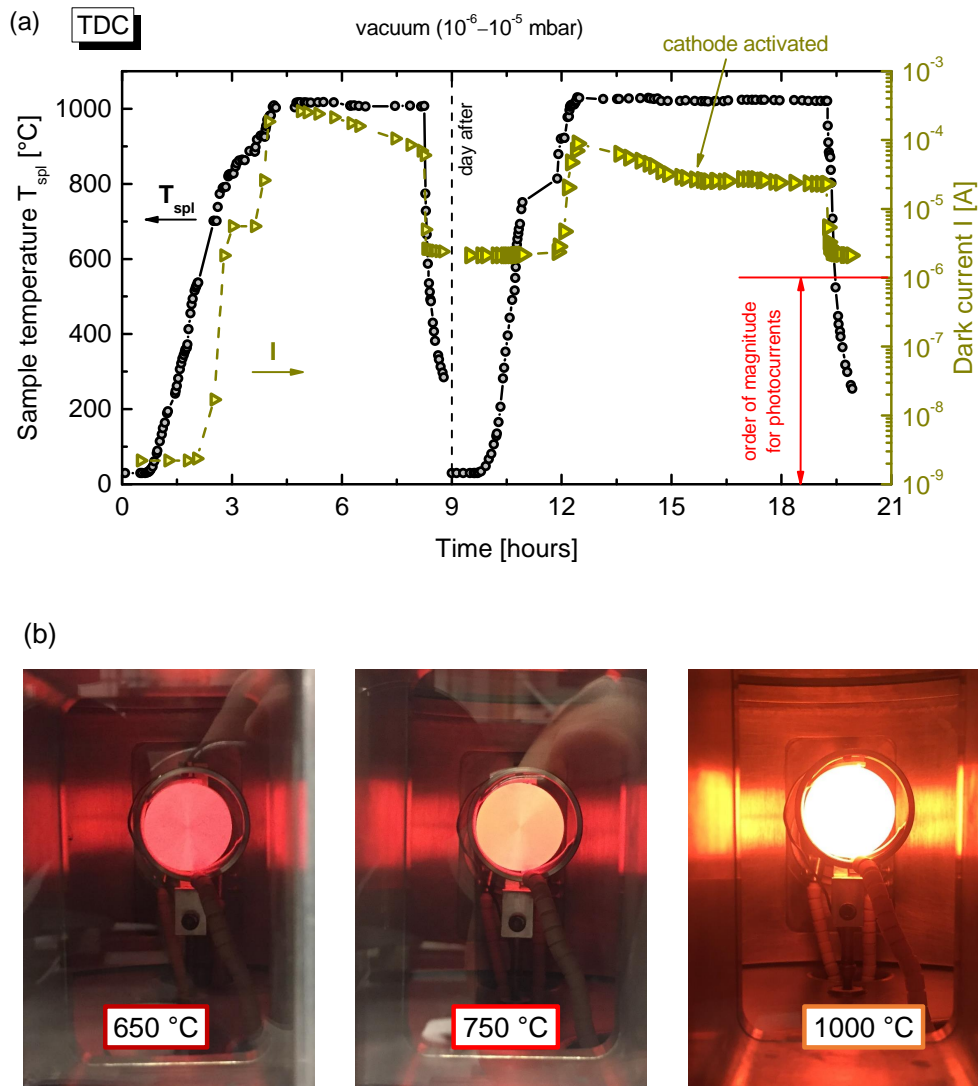 (a)
TDC
vacuum (10⁻⁶–10⁻⁵ mbar)
cathode activated
Sample temperature T_spl [°C]
0
200
400
600
800
1000
T_spl
I
day after
order of magnitude
for photocurrents
10⁻³
10⁻⁴
10⁻⁵
10⁻⁶
10⁻⁷
10⁻⁸
10⁻⁹
Dark current I [A]
0 3 6 9 12 15 18 21
Time [hours]
(b)
650 °C
750 °C
1000 °C